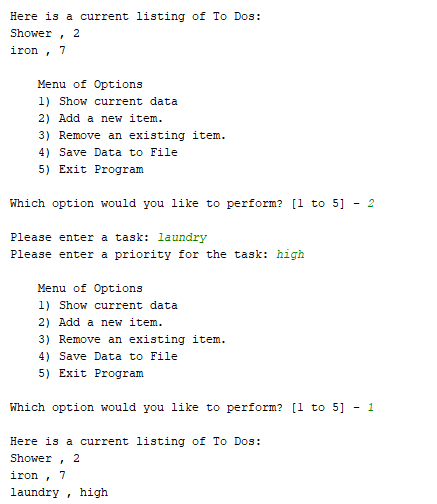 Here is a current listing of To Dos:
Shower , 2
iron , 7
Menu of Options
1) Show current data
2) Add a new item.
3) Remove an existing item.
4) Save Data to File
5) Exit Program
Which option would you like to perform? [1 to 5] - 2
Please enter a task: laundry
Please enter a priority for the task: high
Menu of Options
1) Show current data
2) Add a new item.
3) Remove an existing item.
4) Save Data to File
5) Exit Program
Which option would you like to perform? [1 to 5] - 1
Here is a current listing of To Dos:
Shower , 2
iron , 7
laundry , high